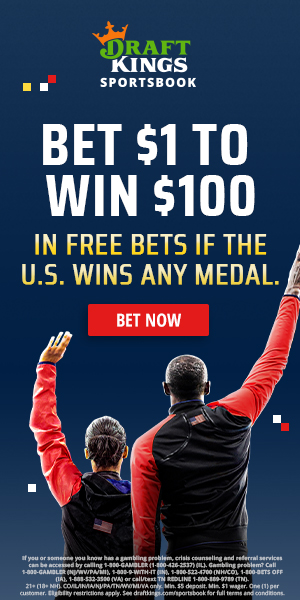 DRAFT
KINGS
SPORTSBOOK
BET $1 TO
WIN $100
IN FREE BETS IF THE
U.S. WINS ANY MEDAL.
BET NOW
If you or someone you know has a gambling problem, crisis counseling and referral services
can be accessed by calling 1-800-GAMBLER (1-800-426-2537) (IL). Gambling problem? Call
1-800-GAMBLER (NJ/WV/PA/MI), 1-800-9-WITH-IT (IN), 1-800-522-4700 (NH/CO), 1-800-BETS OFF
(IA), 1-888-532-3500 (VA) or call/text TN REDLINE 1-800-889-9789 (TN).
21+ (18+ NH). CO/IL/IN/IA/NJ/PA/TN/WV/MI/VA only. Min. $5 deposit. Min. $1 wager. One (1) per
customer. Eligibility restrictions apply. See draftkings.com/sportsbook for full terms and conditions.